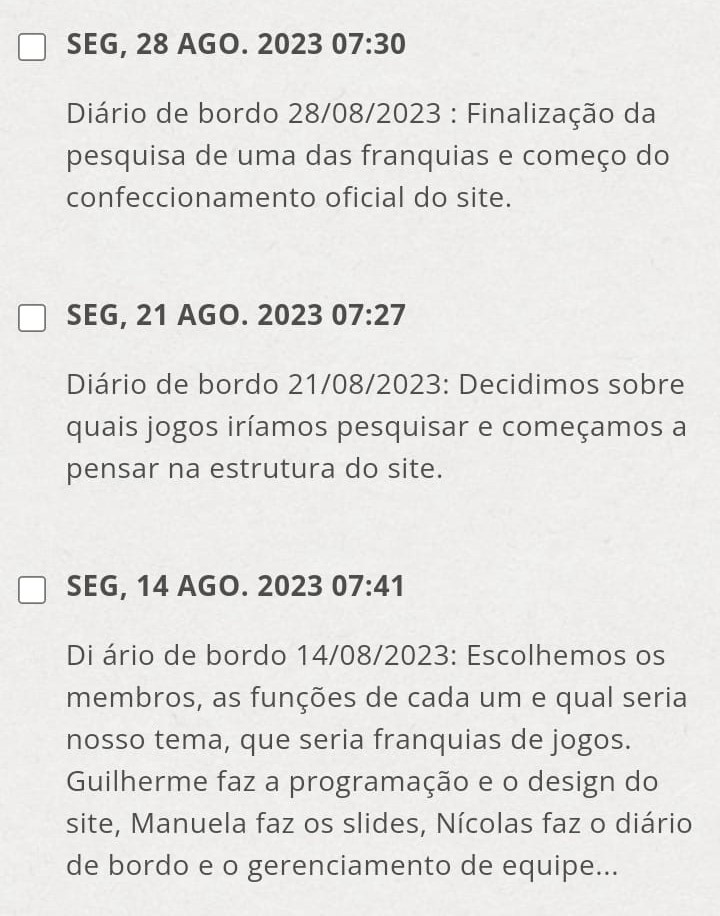 SEG, 28 AGO. 2023 07:30
Diário de bordo 28/08/2023 : Finalização da
pesquisa de uma das franquias e começo do
confeccionamento oficial do site.
SEG, 21 AGO. 2023 07:27
Diário de bordo 21/08/2023: Decidimos sobre
quais jogos iríamos pesquisar e começamos a
pensar na estrutura do site.
SEG, 14 AGO. 2023 07:41
Di ário de bordo 14/08/2023: Escolhemos os
membros, as funções de cada um e qual seria
nosso tema, que seria franquias de jogos.
Guilherme faz a programação e o design do
site, Manuela faz os slides, Nícolas faz o diário
de bordo e o gerenciamento de equipe...